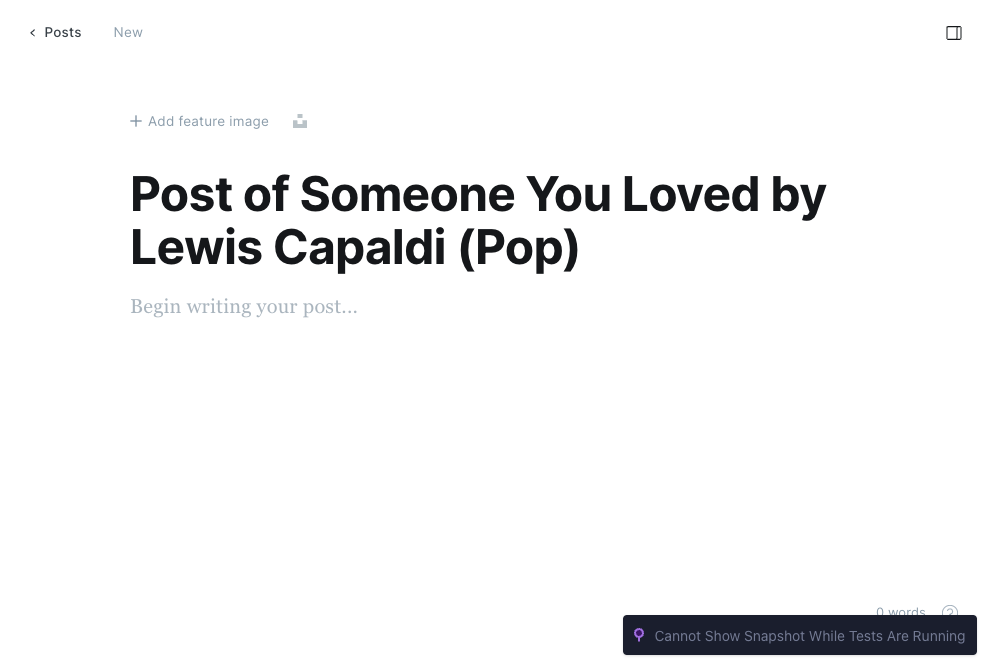 Posts
New
Add feature image
Post of Someone You Loved by
Lewis Capaldi (Pop)
Begin writing your post...
0 words
Cannot Show Snapshot While Tests Are Running